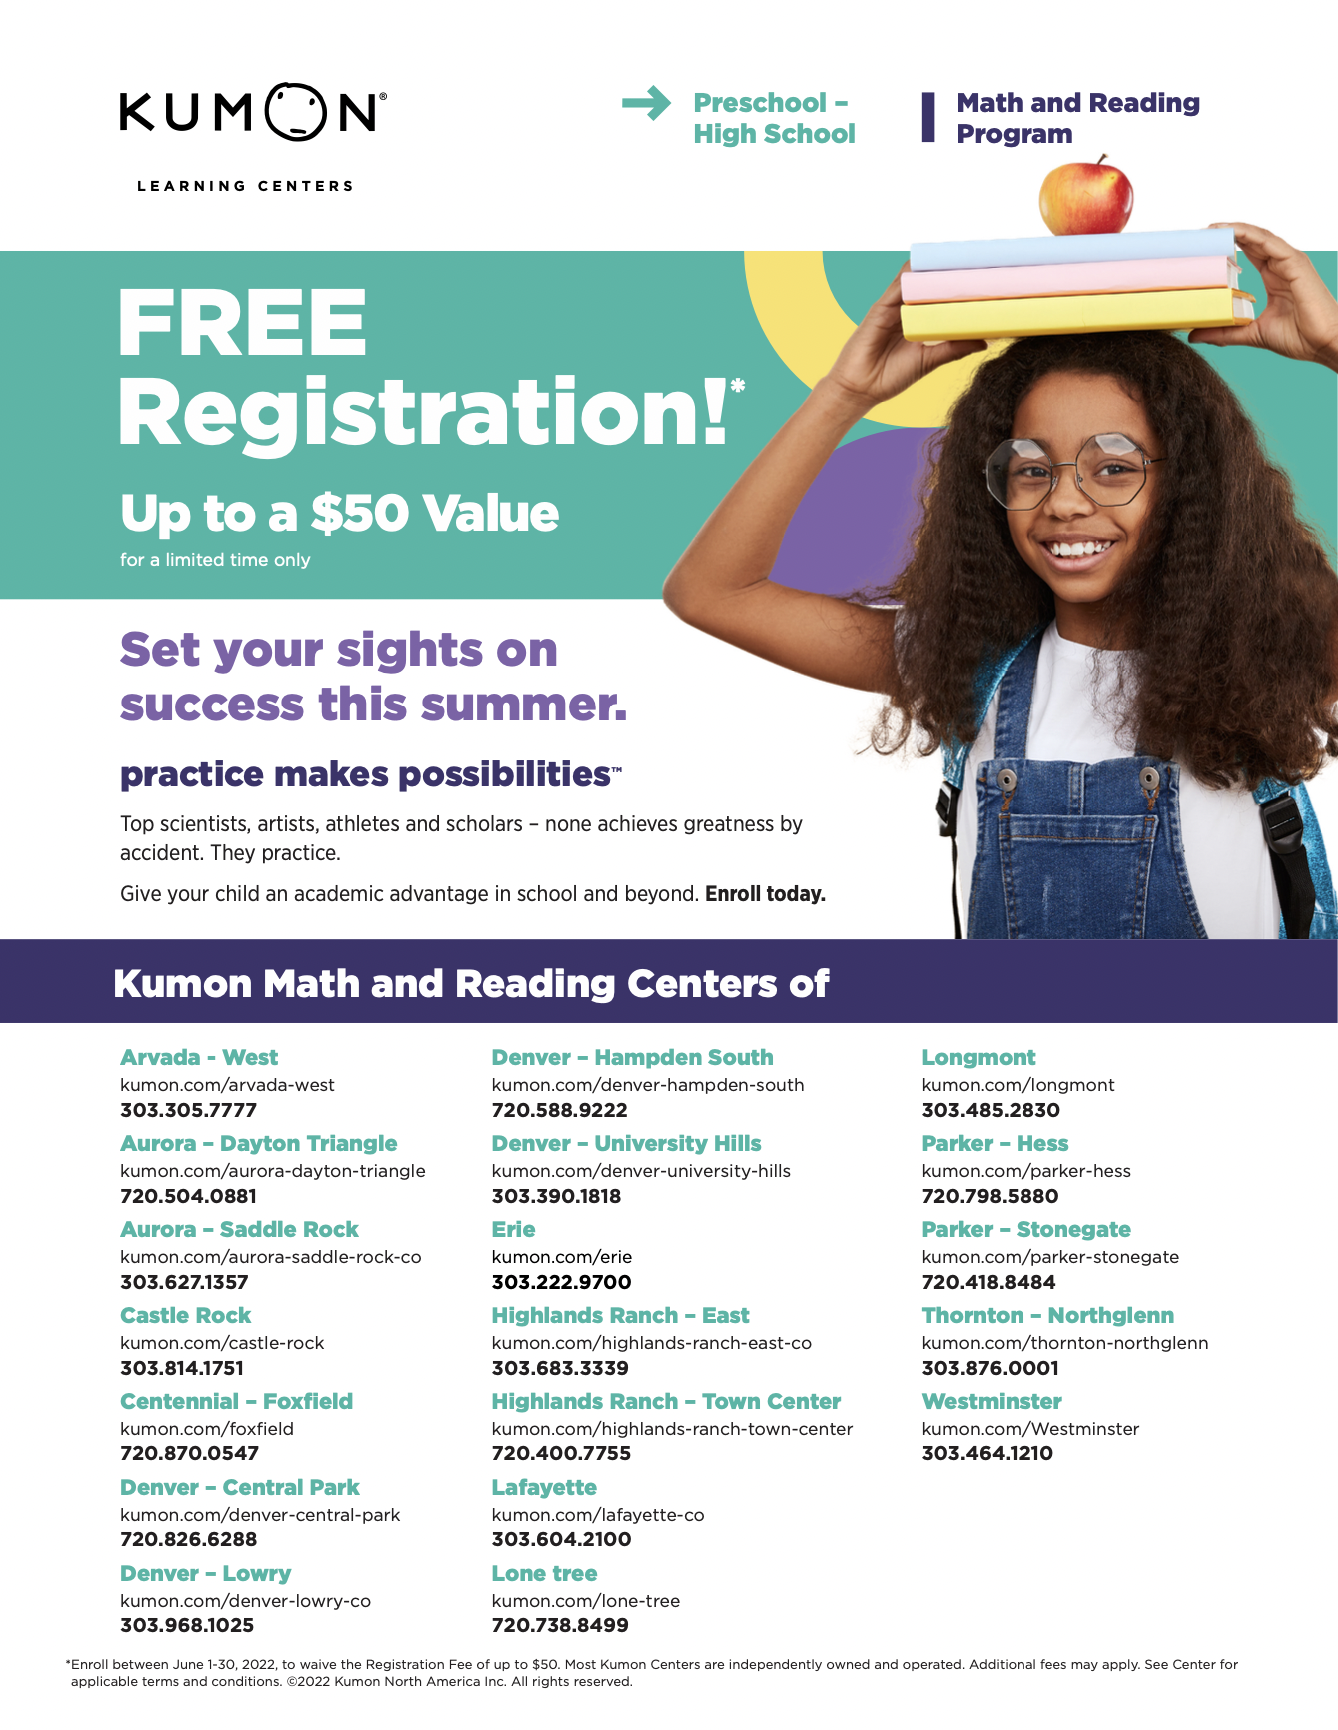 KUMON®
LEARNING CENTERS
Preschool –
High School
Math and Reading
Program
FREE
Registration!*
Up to a $50 Value
for a limited time only
Set your sights on
success this summer.
practice makes possibilities™
Top scientists, artists, athletes and scholars – none achieves greatness by
accident. They practice.
Give your child an academic advantage in school and beyond. Enroll today.
Kumon Math and Reading Centers of
Arvada - West
kumon.com/arvada-west
303.305.7777
Aurora – Dayton Triangle
kumon.com/aurora-dayton-triangle
720.504.0881
Aurora – Saddle Rock
kumon.com/aurora-saddle-rock-co
303.627.1357
Castle Rock
kumon.com/castle-rock
303.814.1751
Centennial – Foxfield
kumon.com/foxfield
720.870.0547
Denver – Central Park
kumon.com/denver-central-park
720.826.6288
Denver – Lowry
kumon.com/denver-lowry-co
303.968.1025
Denver – Hampden South
kumon.com/denver-hampden-south
720.588.9222
Denver – University Hills
kumon.com/denver-university-hills
303.390.1818
Erie
kumon.com/erie
303.222.9700
Highlands Ranch – East
kumon.com/highlands-ranch-east-co
303.683.3339
Highlands Ranch – Town Center
kumon.com/highlands-ranch-town-center
720.400.7755
Lafayette
kumon.com/lafayette-co
303.604.2100
Lone tree
kumon.com/lone-tree
720.738.8499
Longmont
kumon.com/longmont
303.485.2830
Parker – Hess
kumon.com/parker-hess
720.798.5880
Parker – Stonegate
kumon.com/parker-stonegate
720.418.8484
Thornton – Northglenn
kumon.com/thornton-northglenn
303.876.0001
Westminster
kumon.com/Westminster
303.464.1210
*Enroll between June 1-30, 2022, to waive the Registration Fee of up to $50. Most Kumon Centers are independently owned and operated. Additional fees may apply. See Center for
applicable terms and conditions. ©2022 Kumon North America Inc. All rights reserved.